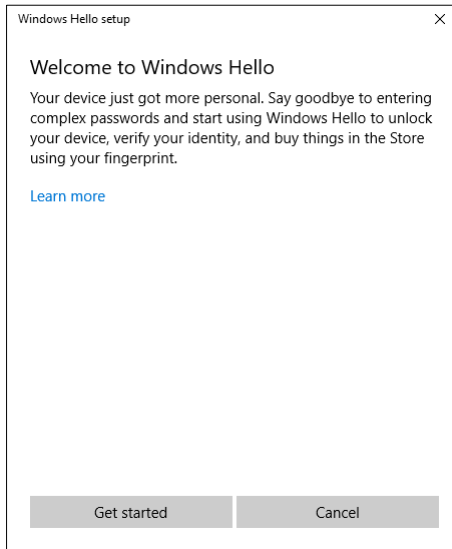 Windows Hello setup
Welcome to Windows Hello
Your device just got more personal. Say goodbye to entering
complex passwords and start using Windows Hello to unlock
your device, verify your identity, and buy things in the Store
using your fingerprint.
Learn more
Get started
Cancel